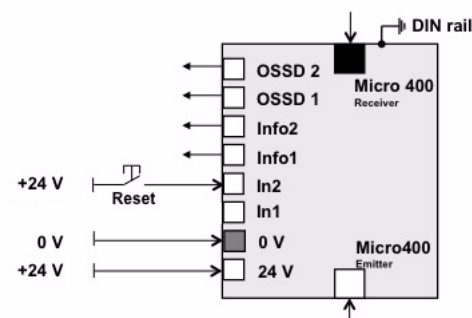 DIN rail
OSSD 2
Micro 400
Receiver
OSSD 1
Info2
Info1
+24 V
Reset
In2
In1
0 V
0 V
Micro400
Emitter
+24 V
24 V